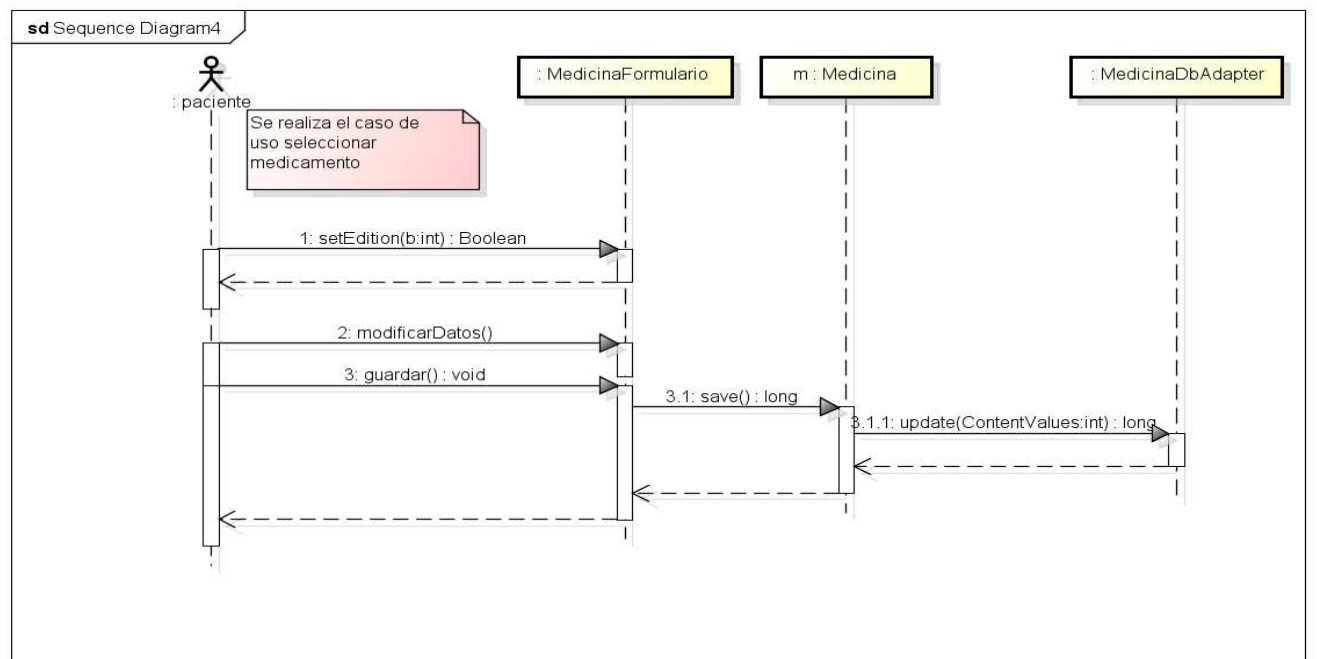 sd Sequence Diagram4
: paciente
: MedicinaFormulario
m : Medicina
: MedicinaDbAdapter
Se realiza el caso de
uso seleccionar
medicamento
1: setEdition(b:int) : Boolean
2: modificarDatos()
3: guardar() : void
3.1: save() : long
3.1.1: update(ContentValues:int) : long